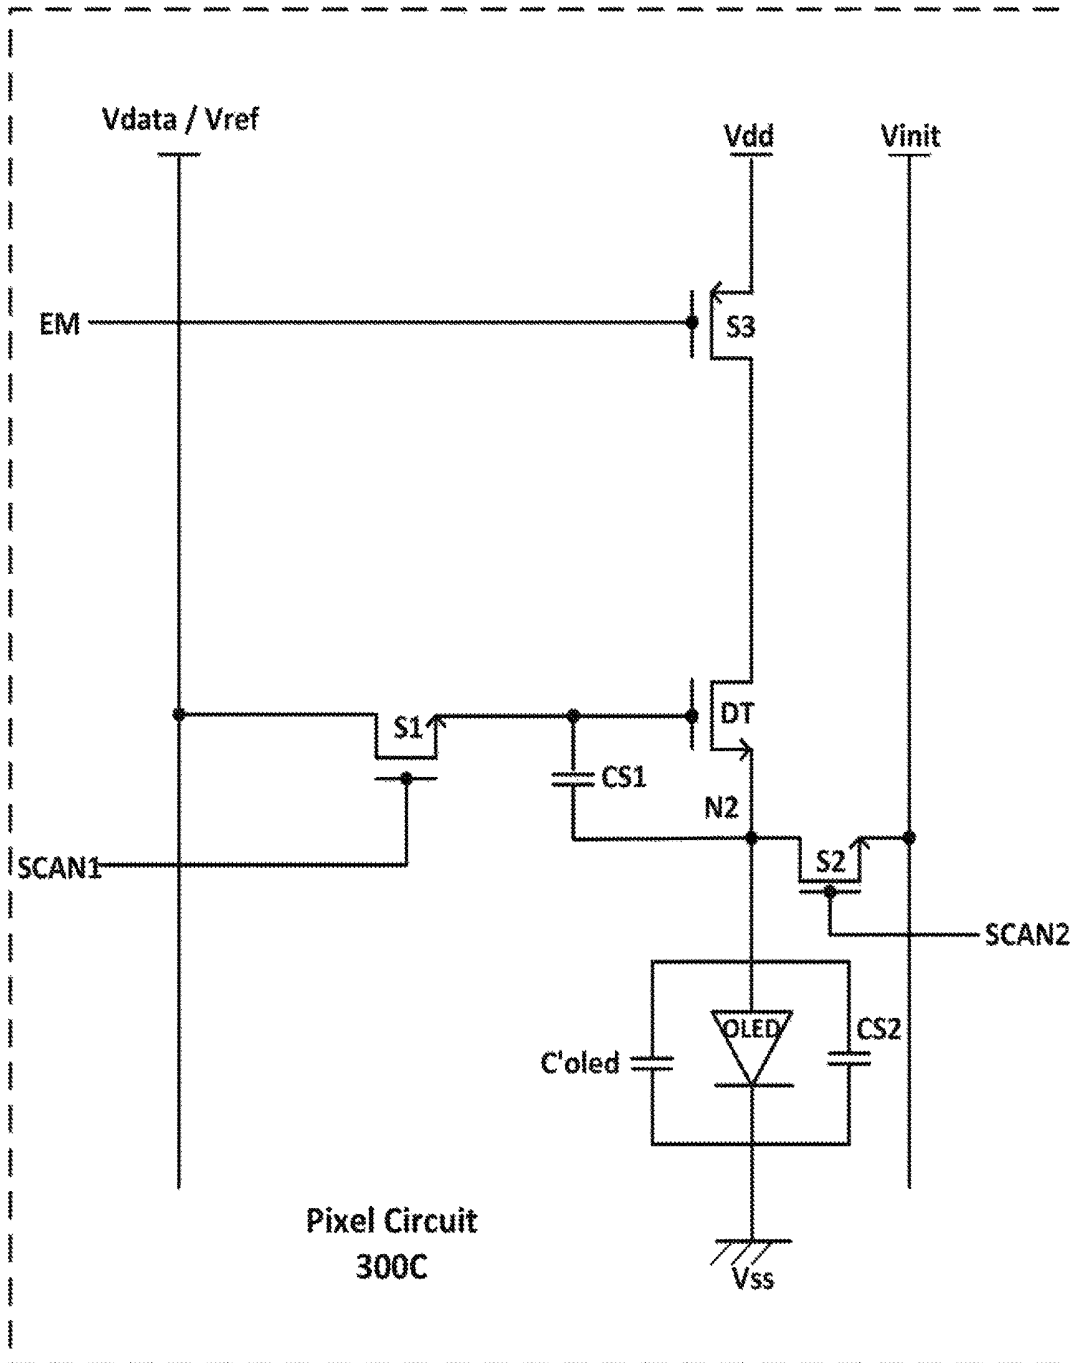 Vdata / Vref
Vdd
Vinit
EM
S3
DT
S1
CS1
N2
S2
SCAN1
SCAN2
OLED
CS2
C'oled
Pixel Circuit
300C
Vss